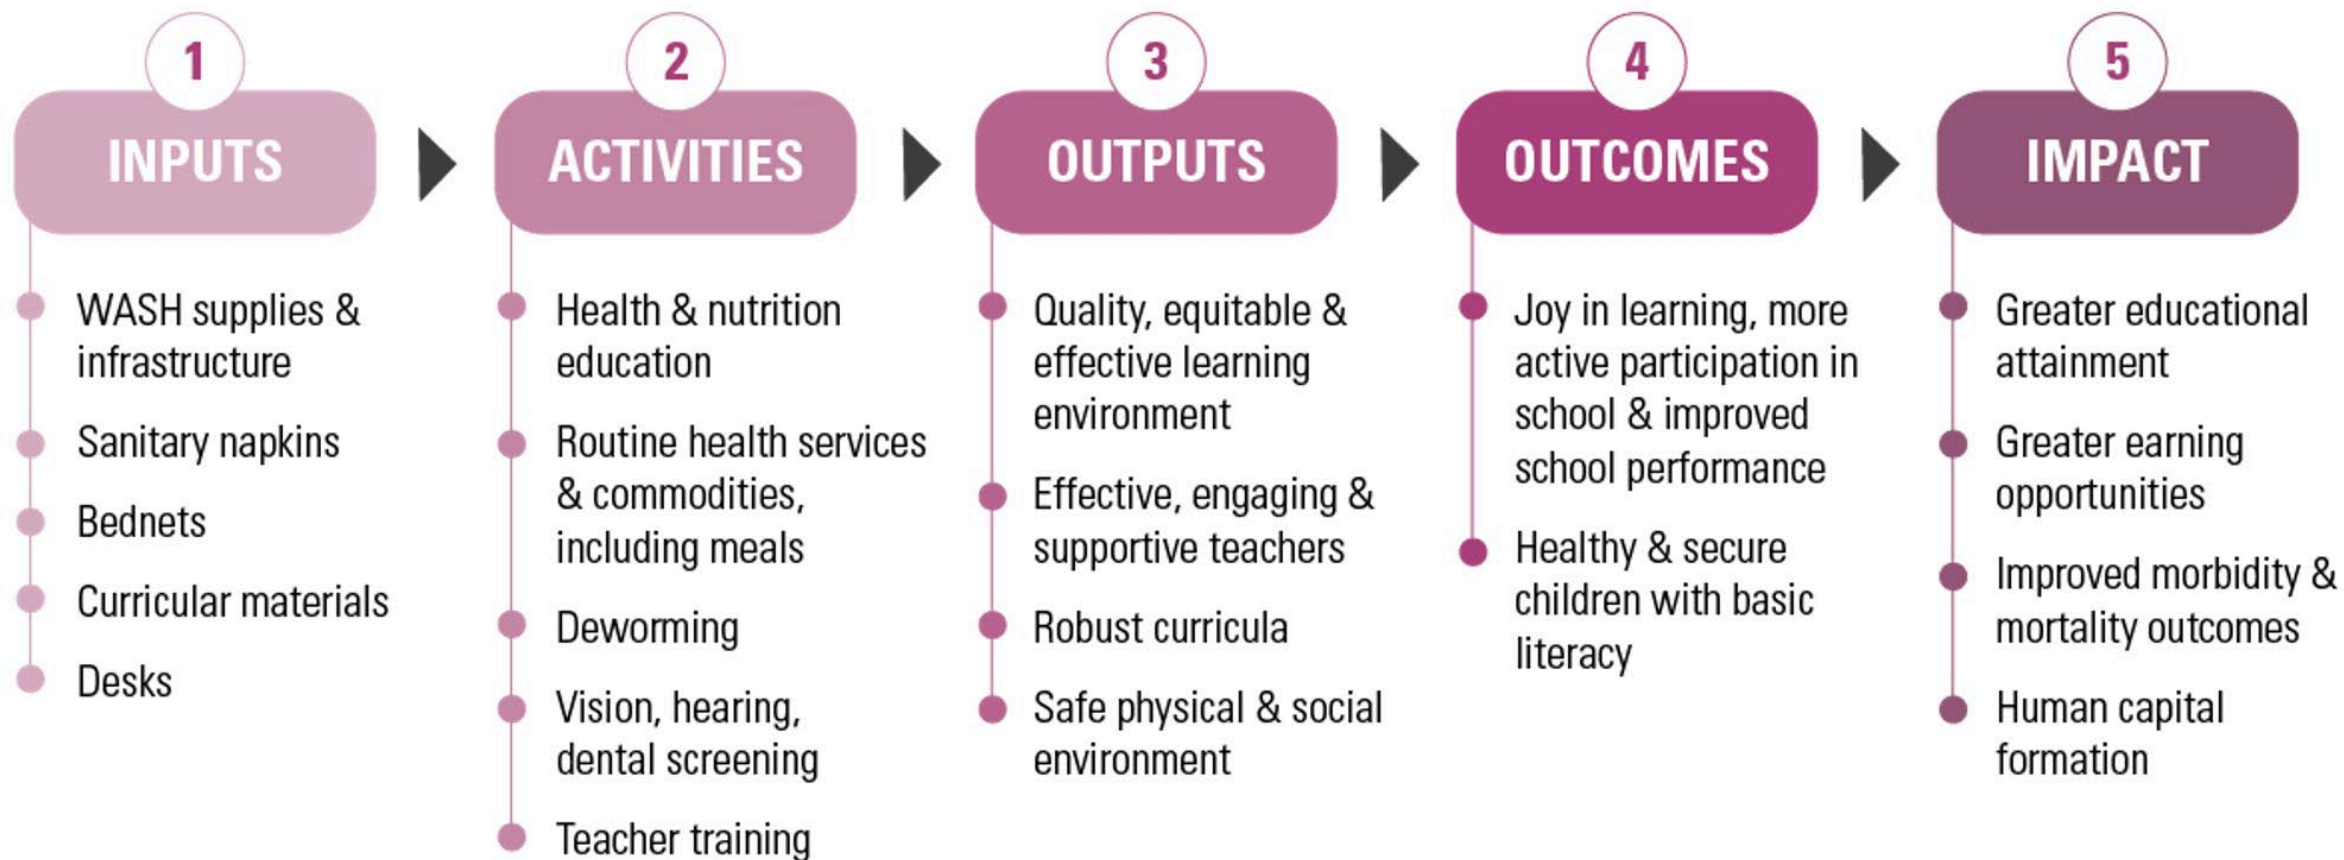 1
INPUTS
WASH supplies &
infrastructure
Sanitary napkins
Bednets
Curricular materials
Desks
2
ACTIVITIES
Health & nutrition
education
Routine health services
& commodities,
including meals
Deworming
Vision, hearing,
dental screening
Teacher training
3
OUTPUTS
Quality, equitable &
effective learning
environment
Effective, engaging &
supportive teachers
Robust curricula
Safe physical & social
environment
4
OUTCOMES
Joy in learning, more
active participation in
school & improved
school performance
Healthy & secure
children with basic
literacy
5
IMPACT
Greater educational
attainment
Greater earning
opportunities
Improved morbidity &
mortality outcomes
Human capital
formation